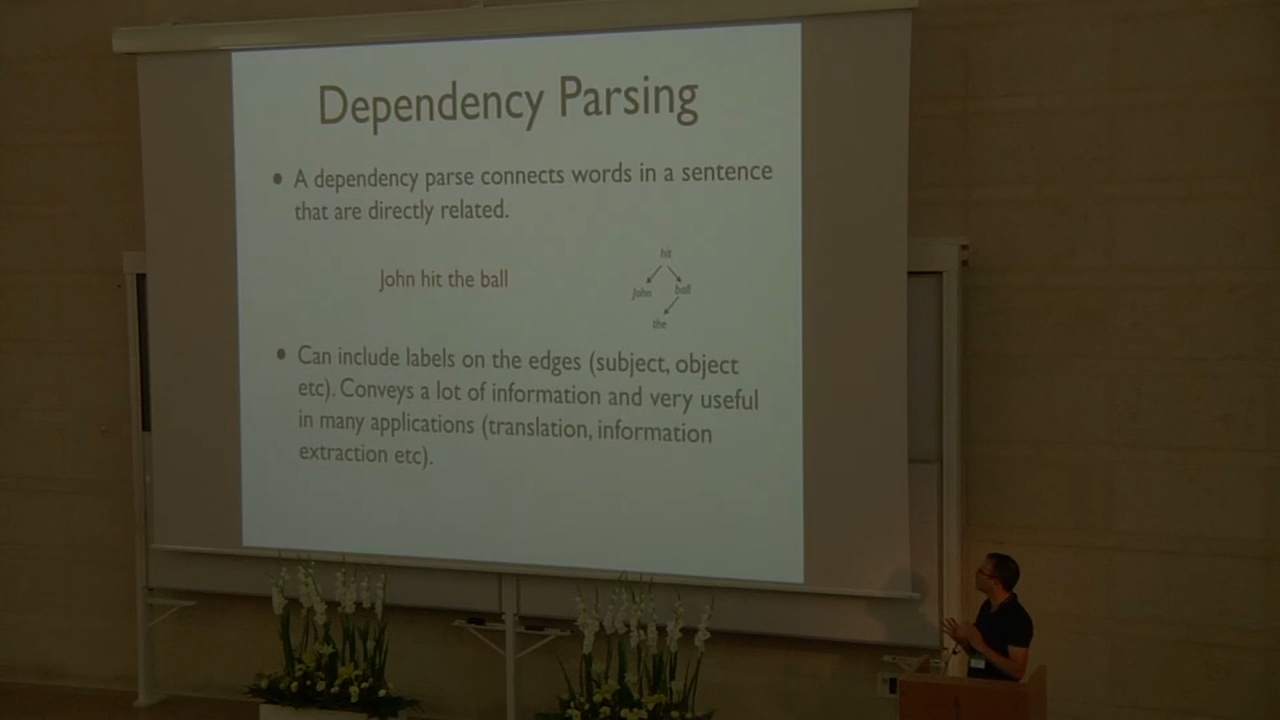 Dependency Parsing
• A dependency parse connects words in a sentence
that are directly related.
John hit the ball
hit
John ball
the
• Can include labels on the edges (subject, object
etc). Conveys a lot of information and very useful
in many applications (translation, information
extraction etc).